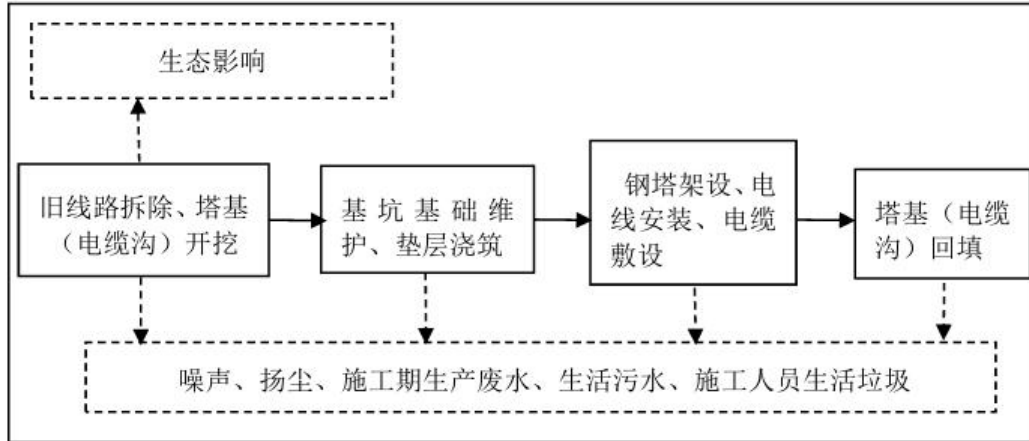 生态影响
旧线路拆除、塔基
（电缆沟）开挖
基坑基础维
护、垫层浇筑
钢塔架设、电
线安装、电缆
敷设
塔基（电缆
沟）回填
噪声、扬尘、施工期生产废水、生活污水、施工人员生活垃圾